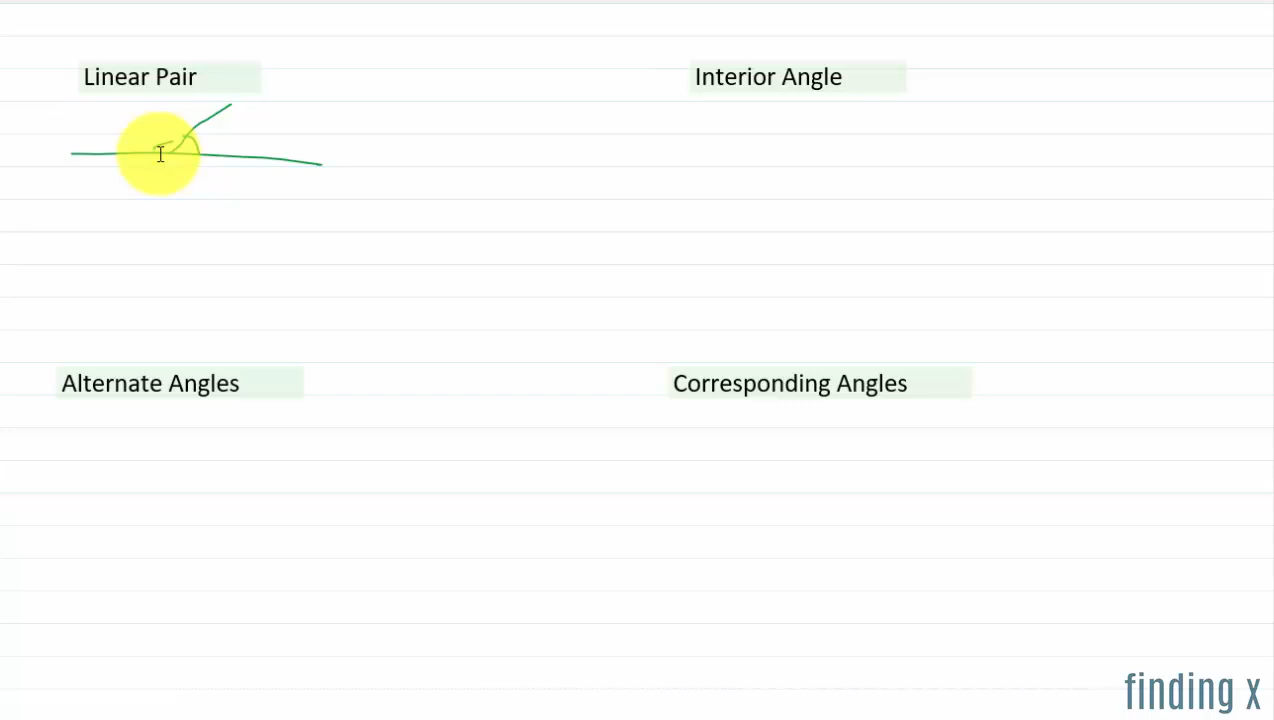 Linear Pair
Interior Angle
Alternate Angles
Corresponding Angles
finding x